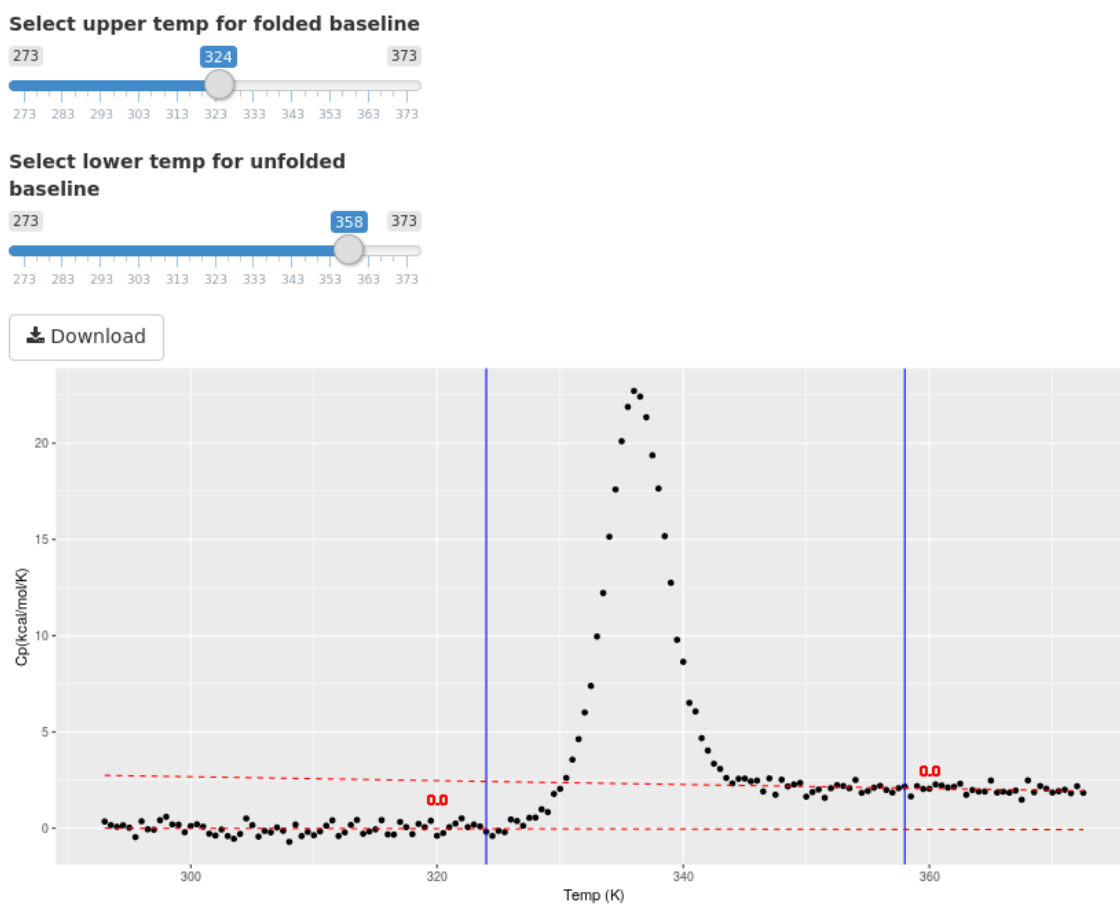 Select upper temp for folded baseline
273 324 373
273 283 293 303 313 323 333 343 353 363 373
Select lower temp for unfolded
baseline
273 358 373
273 283 293 303 313 323 333 343 353 363 373
Download
20
15
10
5
0
Cp(kcal/mol/K)
0.0
0.0
300 320 340 360
Temp (K)